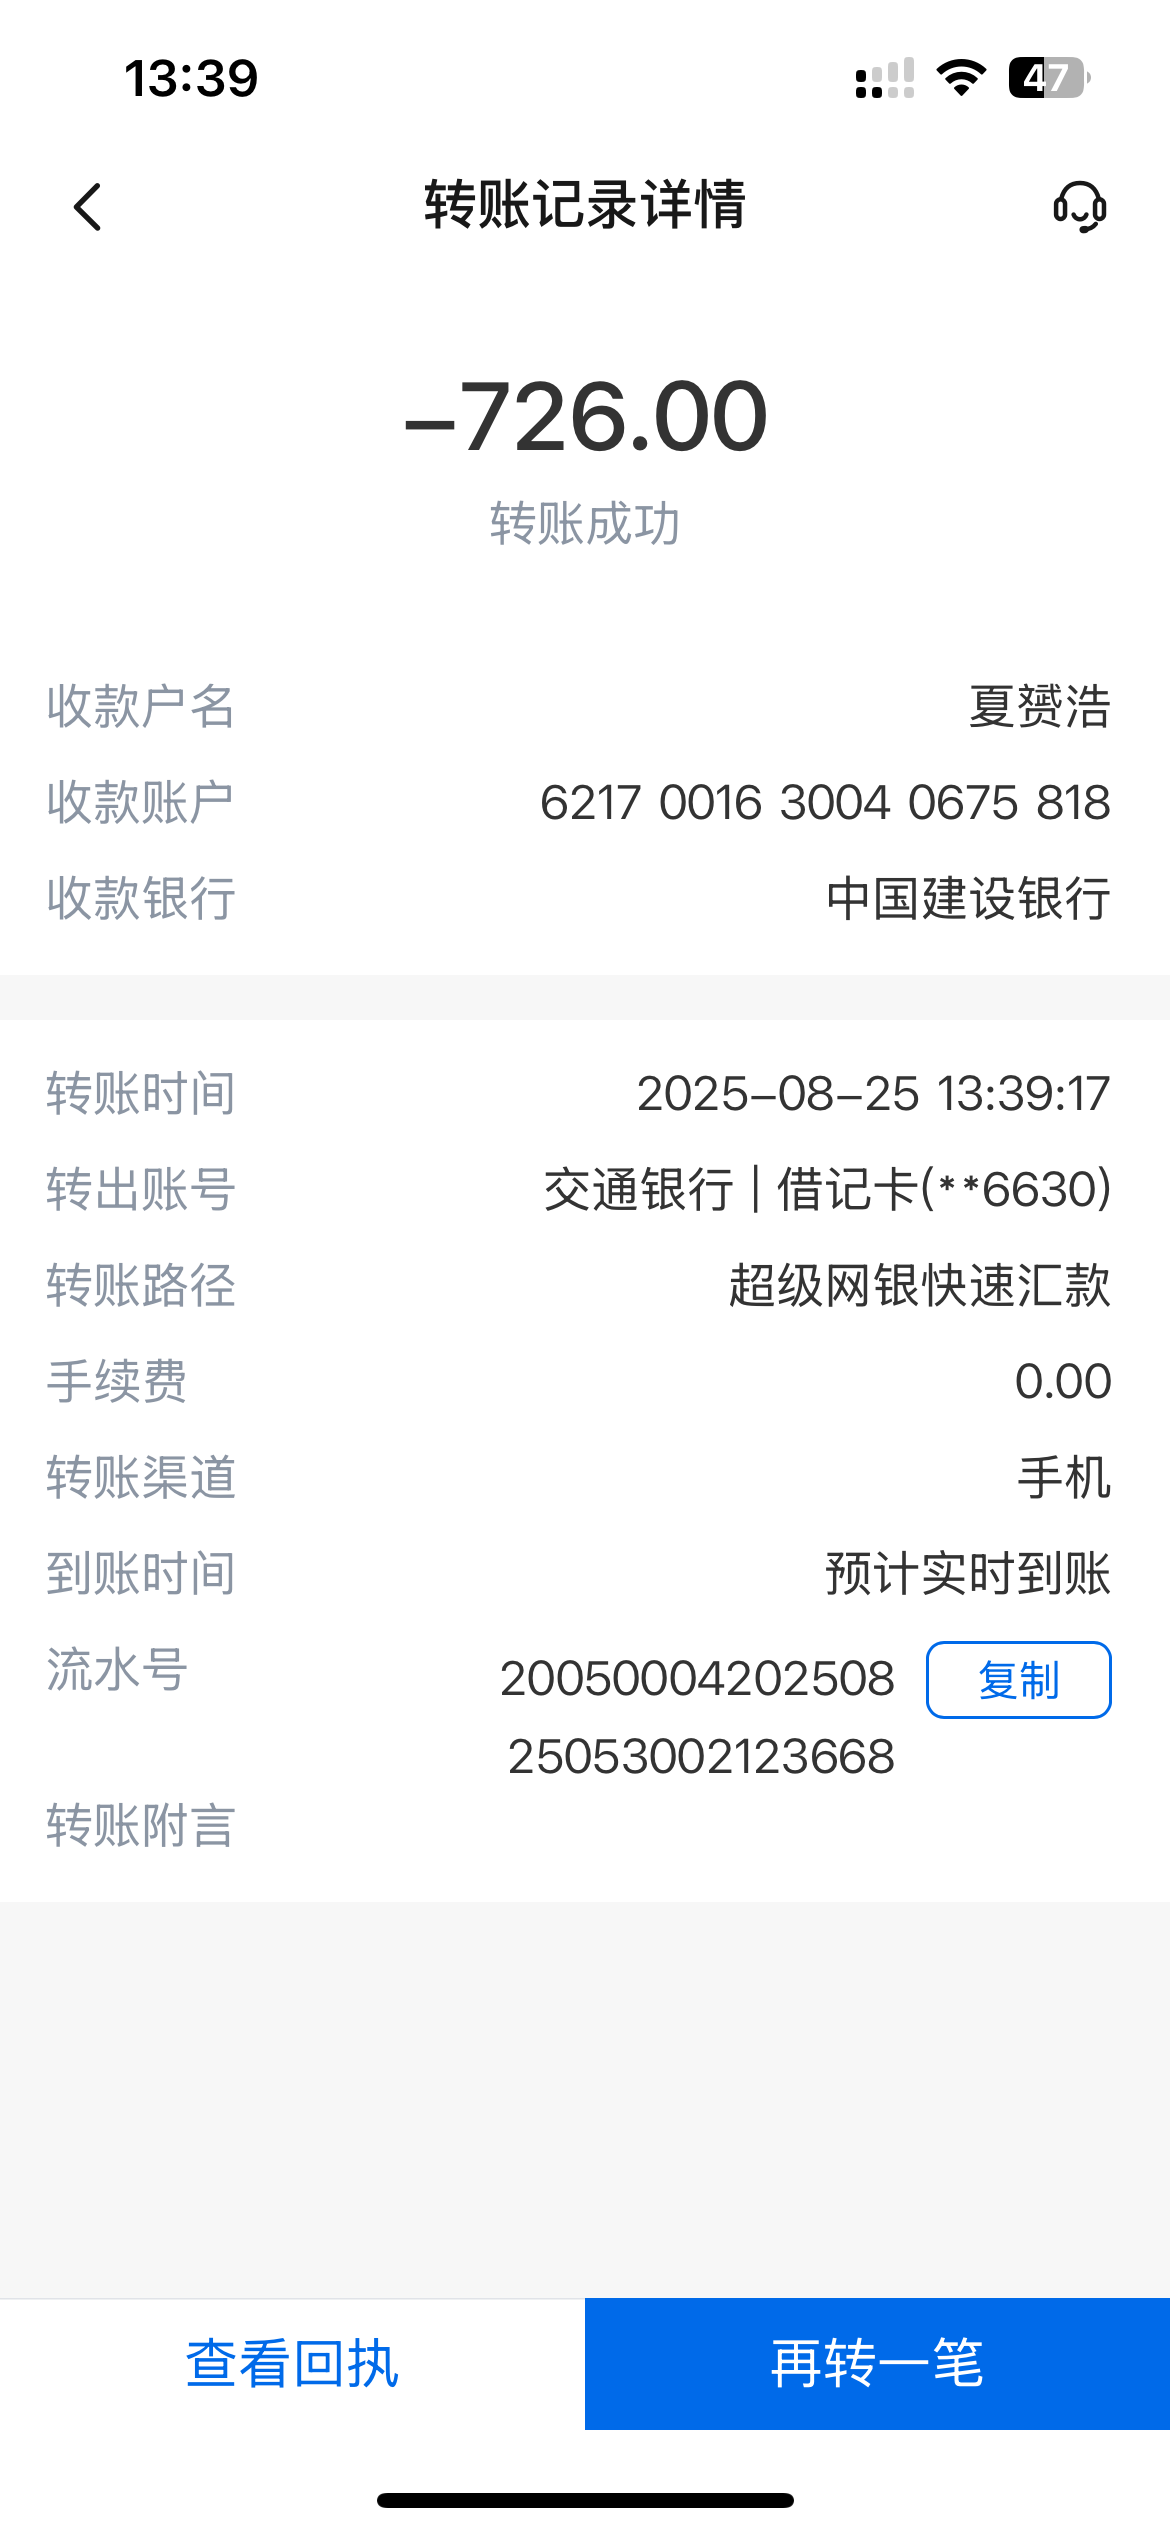 13:39
47
转账记录详情
–726.00
转账成功
收款户名 夏赟浩
收款账户 6217 0016 3004 0675 818
收款银行 中国建设银行
转账时间 2025–08–25 13:39:17
转出账号 交通银行 | 借记卡(**6630)
转账路径 超级网银快速汇款
手续费 0.00
转账渠道 手机
到账时间 预计实时到账
流水号 20050004202508 复制
25053002123668
转账附言
查看回执 再转一笔